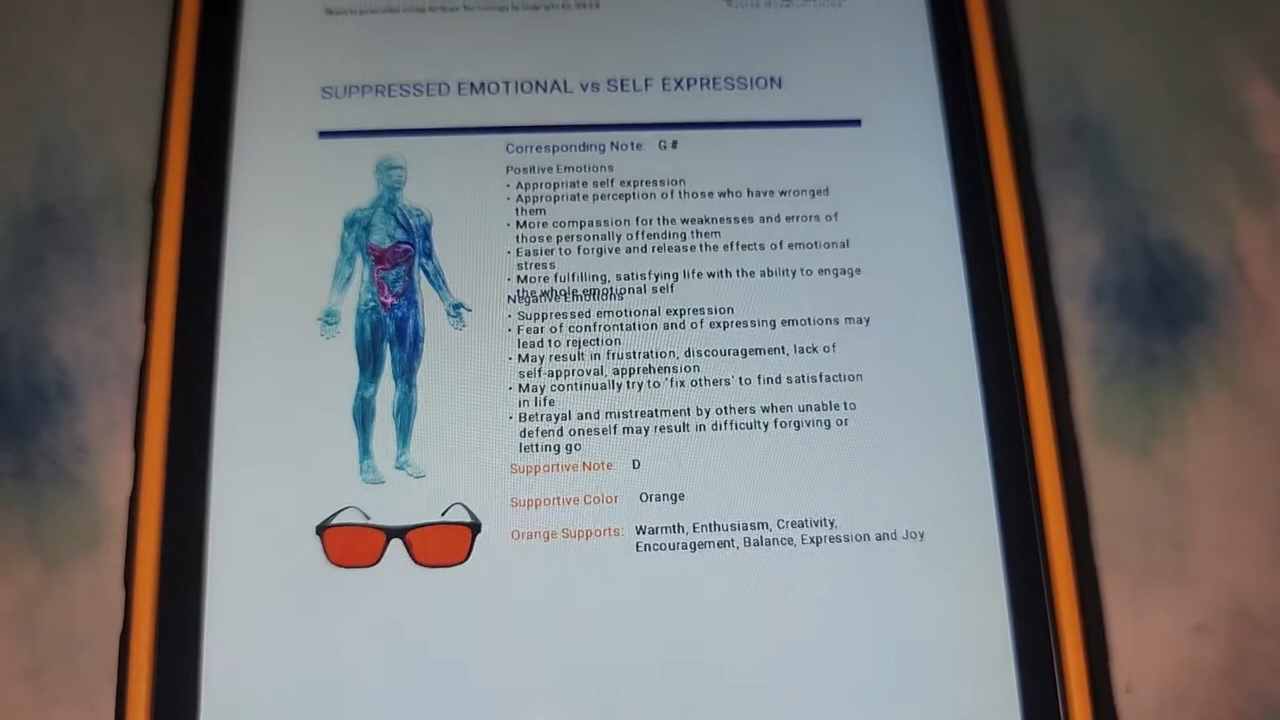 SUPPRESSED EMOTIONAL vs SELF EXPRESSION
Corresponding Note: G#
Positive Emotions
• Appropriate self expression
• Appropriate perception of those who have wronged
them
• More compassion for the weaknesses and errors of
those personally offending them
• Easier to forgive and release the effects of emotional
stress
• More fulfilling, satisfying life with the ability to engage
the whole emotional self
Negative Emotions
• Suppressed emotional expression
• Fear of confrontation and of expressing emotions may
lead to rejection
• May result in frustration, discouragement, lack of
self-approval, apprehension
• May continually try to 'fix others' to find satisfaction
in life
• Betrayal and mistreatment by others when unable to
defend oneself may result in difficulty forgiving or
letting go
Supportive Note: D
Supportive Color Orange
Orange Supports: Warmth, Enthusiasm, Creativity,
Encouragement, Balance, Expression and Joy